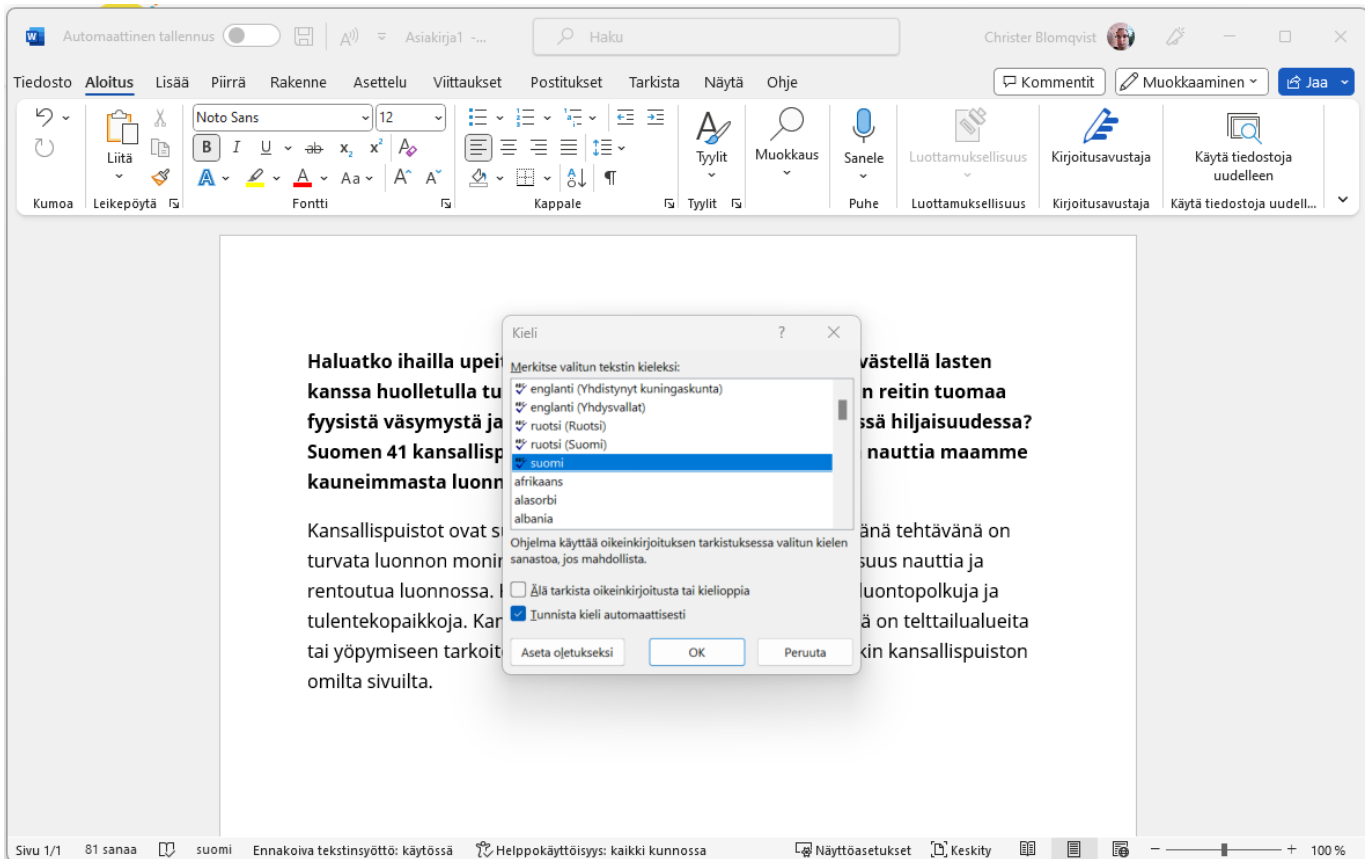 Automaattinen tallennus Asiakirja1 -... Haku Christer Blomqvist
Tiedosto Aloitus Lisää Piirrä Rakenne Asettelu Viittaukset Postitukset Tarkista Näytä Ohje Kommentit Muokkaaminen Jaa
Noto Sans 12
Liitä Tyylit Muokkaus Sanele Luottamuksellisuus Kirjoitusavustaja Käytä tiedostoja uudelleen
Kumoa Leikepöytä Fontti Kappale Tyylit Puhe Luottamuksellisuus Kirjoitusavustaja Käytä tiedostoja uudell...
Haluatko ihailla upeit
västellä lasten
kanssa huolletulla tu
n reitin tuomaa
fyysistä väsymystä ja
ssä hiljaisuudessa?
Suomen 41 kansallisp
nauttia maamme
kauneimmasta luonn
Kansallispuistot ovat su
änä tehtävänä on
turvata luonnon monir
suus nauttia ja
rentoutua luonnossa.
luontopolkuja ja
tulentekopaikkoja. Kar
ä on telttailualueita
tai yöpymiseen tarkoit
kin kansallispuiston
omilta sivuilta.
Kieli ?
Merkitse valitun tekstin kieleksi:
englanti (Yhdistynyt kuningaskunta)
englanti (Yhdysvallat)
ruotsi (Ruotsi)
ruotsi (Suomi)
suomi
afrikaans
alasorbi
albania
Ohjelma käyttää oikeinkirjoituksen tarkistuksessa valitun kielen
sanastoa, jos mahdollista.
Älä tarkista oikeinkirjoitusta tai kielioppia
Tunnista kieli automaattisesti
Aseta oletukseksi OK Peruuta
Sivu 1/1 81 sanaa suomi Ennakoiva tekstinsyöttö: käytössä Helppokäyttöisyys: kaikki kunnossa Näyttöasetukset Keskity 100 %